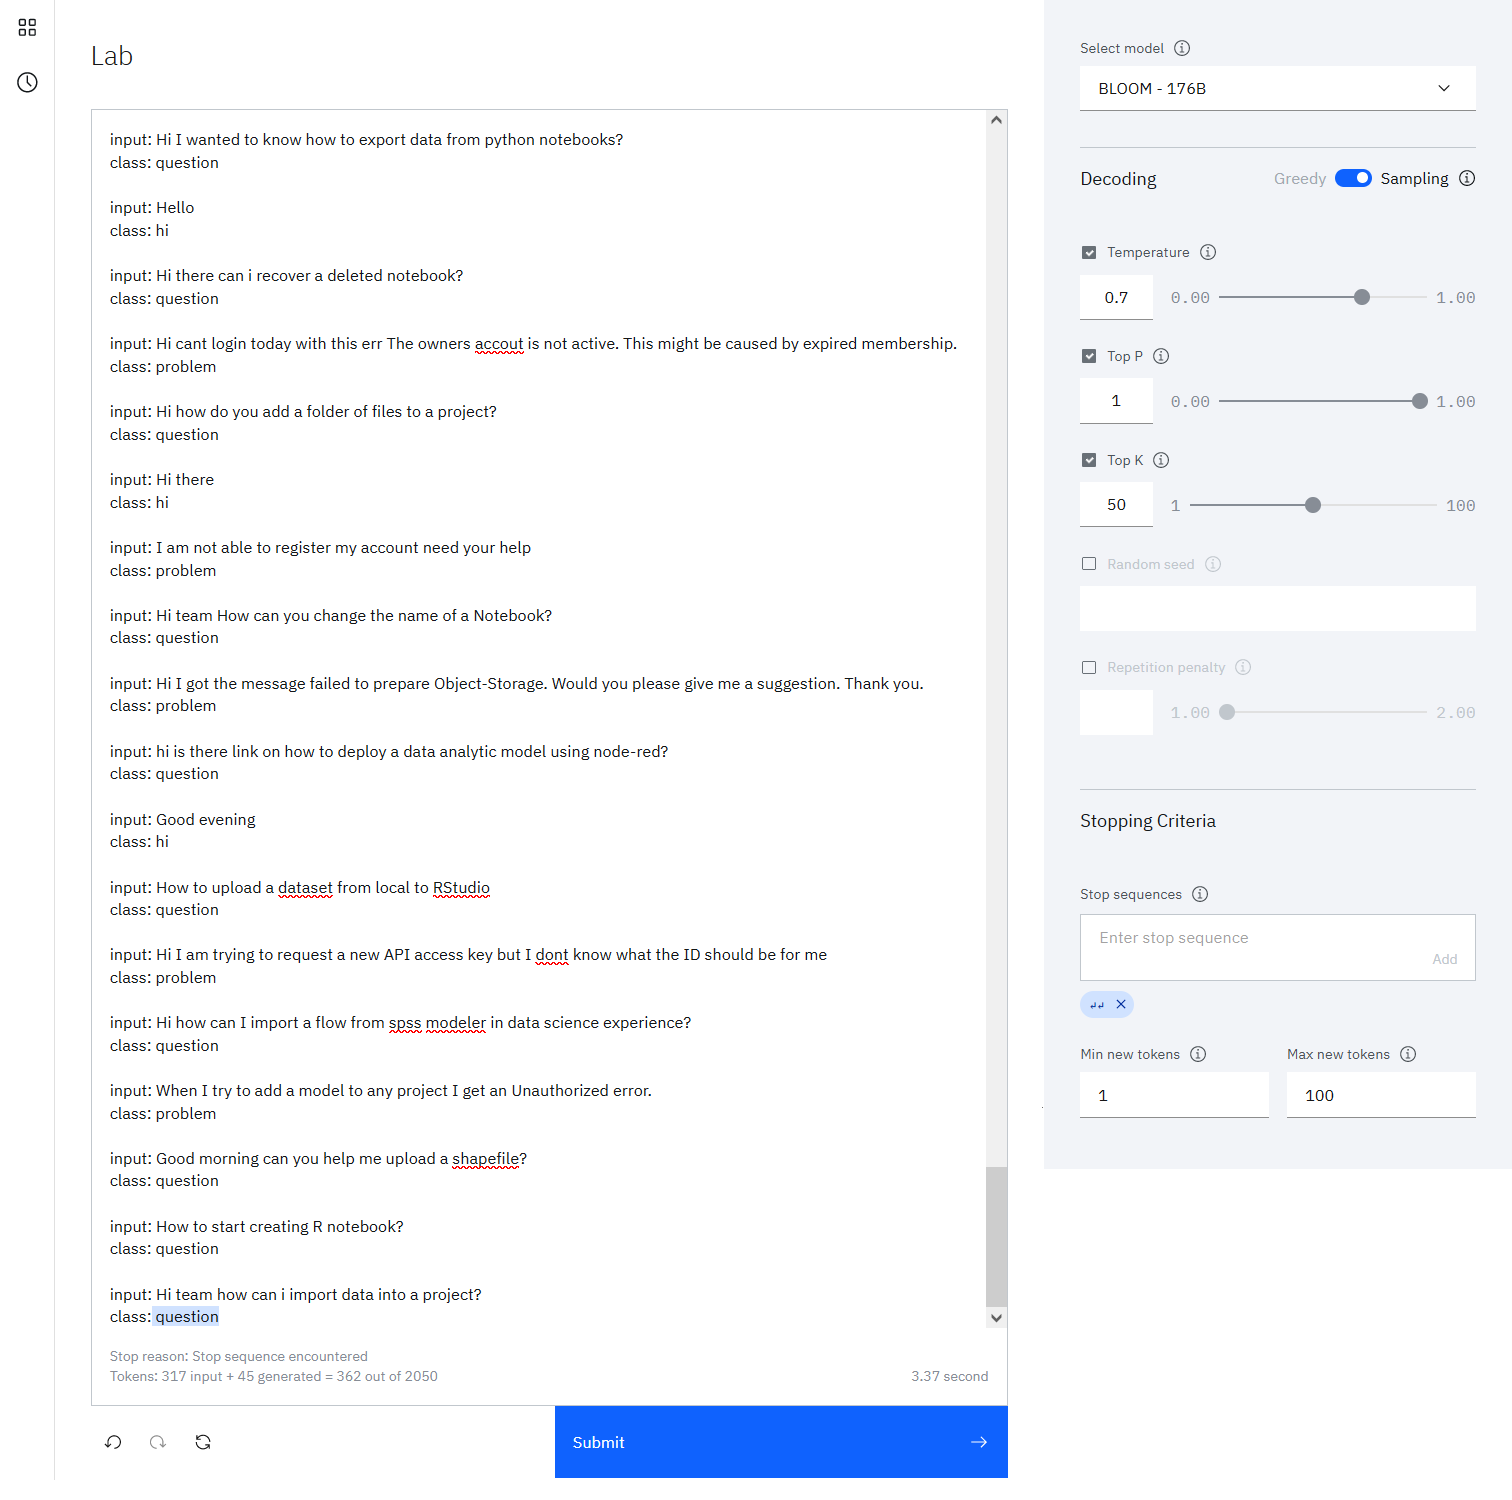 Lab
input: Hi I wanted to know how to export data from python notebooks?
class: question
input: Hello
class: hi
input: Hi there can i recover a deleted notebook?
class: question
input: Hi cant login today with this err The owners accout is not active. This might be caused by expired membership.
class: problem
input: Hi how do you add a folder of files to a project?
class: question
input: Hi there
class: hi
input: I am not able to register my account need your help
class: problem
input: Hi team How can you change the name of a Notebook?
class: question
input: Hi I got the message failed to prepare Object-Storage. Would you please give me a suggestion. Thank you.
class: problem
input: hi is there link on how to deploy a data analytic model using node-red?
class: question
input: Good evening
class: hi
input: How to upload a dataset from local to RStudio
class: question
input: Hi I am trying to request a new API access key but I dont know what the ID should be for me
class: problem
input: Hi how can I import a flow from spss modeler in data science experience?
class: question
input: When I try to add a model to any project I get an Unauthorized error.
class: problem
input: Good morning can you help me upload a shapefile?
class: question
input: How to start creating R notebook?
class: question
input: Hi team how can i import data into a project?
class: question
Stop reason: Stop sequence encountered
Tokens: 317 input + 45 generated = 362 out of 2050
3.37 second
Submit
Select model
BLOOM - 176B
Decoding
Greedy Sampling
Temperature
0.7 0.00 1.00
Top P
1 0.00 1.00
Top K
50 1 100
Random seed
Repetition penalty
1.00 2.00
Stopping Criteria
Stop sequences
Enter stop sequence
Add
↵↵
Min new tokens Max new tokens
1 100